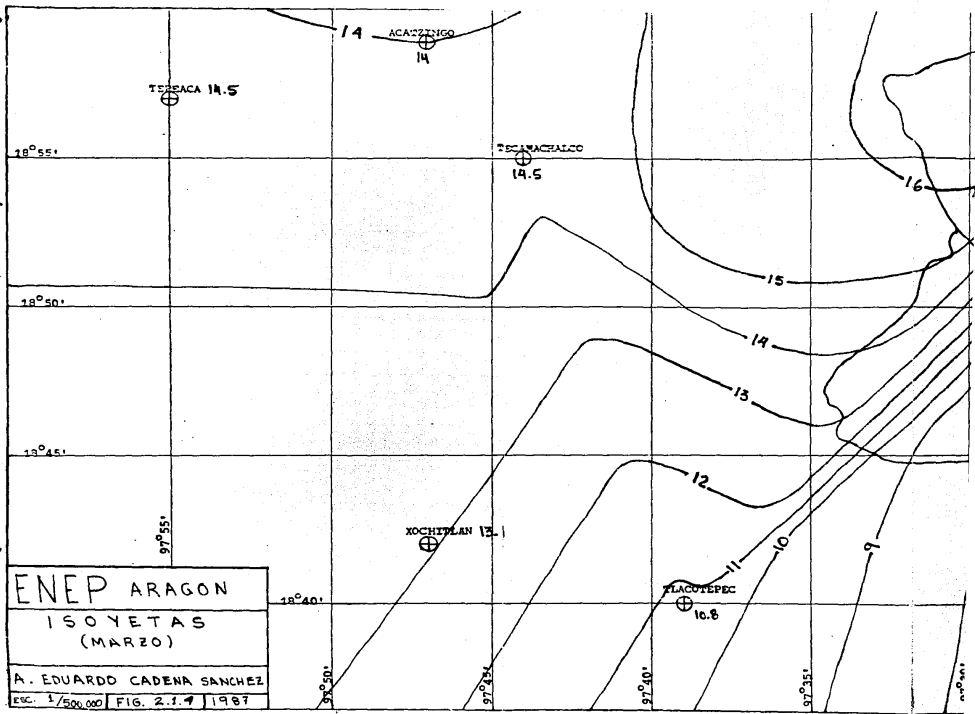 14
ACATZINGO
14
TEPEACA 14.5
18°55'
TECAMACHALCO
14.5
16
15
18°50'
14
13
18°45'
12
97°55'
XOCHITLAN 13.1
10
9
11
TLACOTEPEC
10.8
18°40'
97°50'
97°45'
97°40'
97°35'
97°30'
ENEP ARAGON
ISOYETAS
(MARZO)
A. EDUARDO CADENA SANCHEZ
ESC. 1/500,000 FIG. 2.1.4 1987